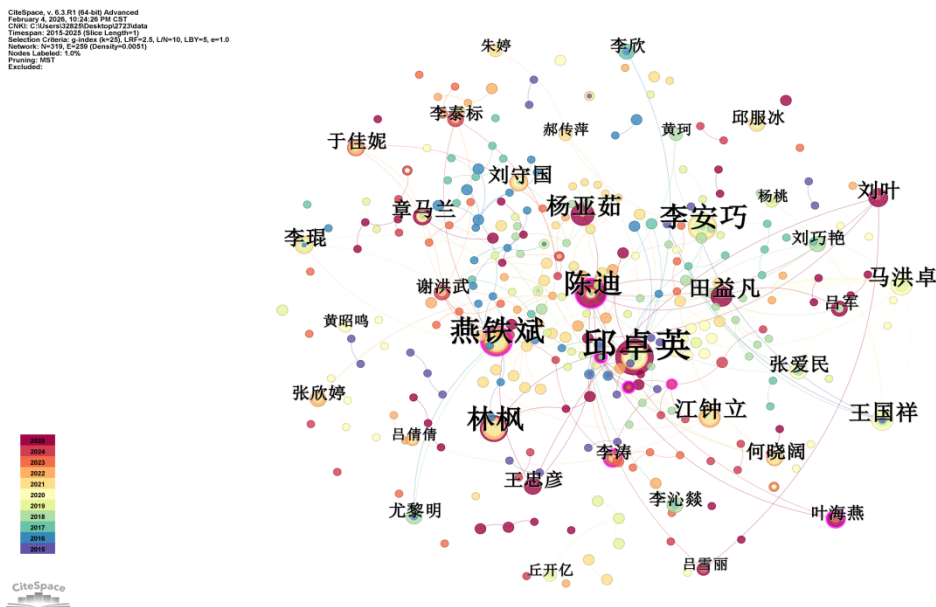 CiteSpace, v. 6.3.R1 (64-bit) Advanced
February 4, 2026, 10:24:26 PM CST
CNKI: C:\Users\32825\Desktop\2723\data
Timespan: 2015-2025 (Slice Length=1)
Selection Criteria: g-index (k=25), LRF=2.5, L/N=10, LBY=5, e=1.0
Network: N=319, E=259 (Density=0.0051)
Nodes Labeled: 1.0%
Pruning: MST
Excluded:
朱婷
李欣
李泰标
郝传萍
黄珂
邱服冰
于佳妮
刘守国
杨桃
刘叶
章马兰
杨亚茹
李安巧
李琨
刘巧艳
谢洪武
陈迪
田益凡
马洪卓
吕军
黄昭鸣
燕铁斌
邱卓英
张爱民
张欣婷
林枫
江钟立
王国祥
吕倩倩
李涛
何晓阔
王忠彦
尤黎明
李沁燚
叶海燕
吕雪丽
丘开亿
2025
2024
2023
2022
2021
2020
2019
2018
2017
2016
2015
CiteSpace